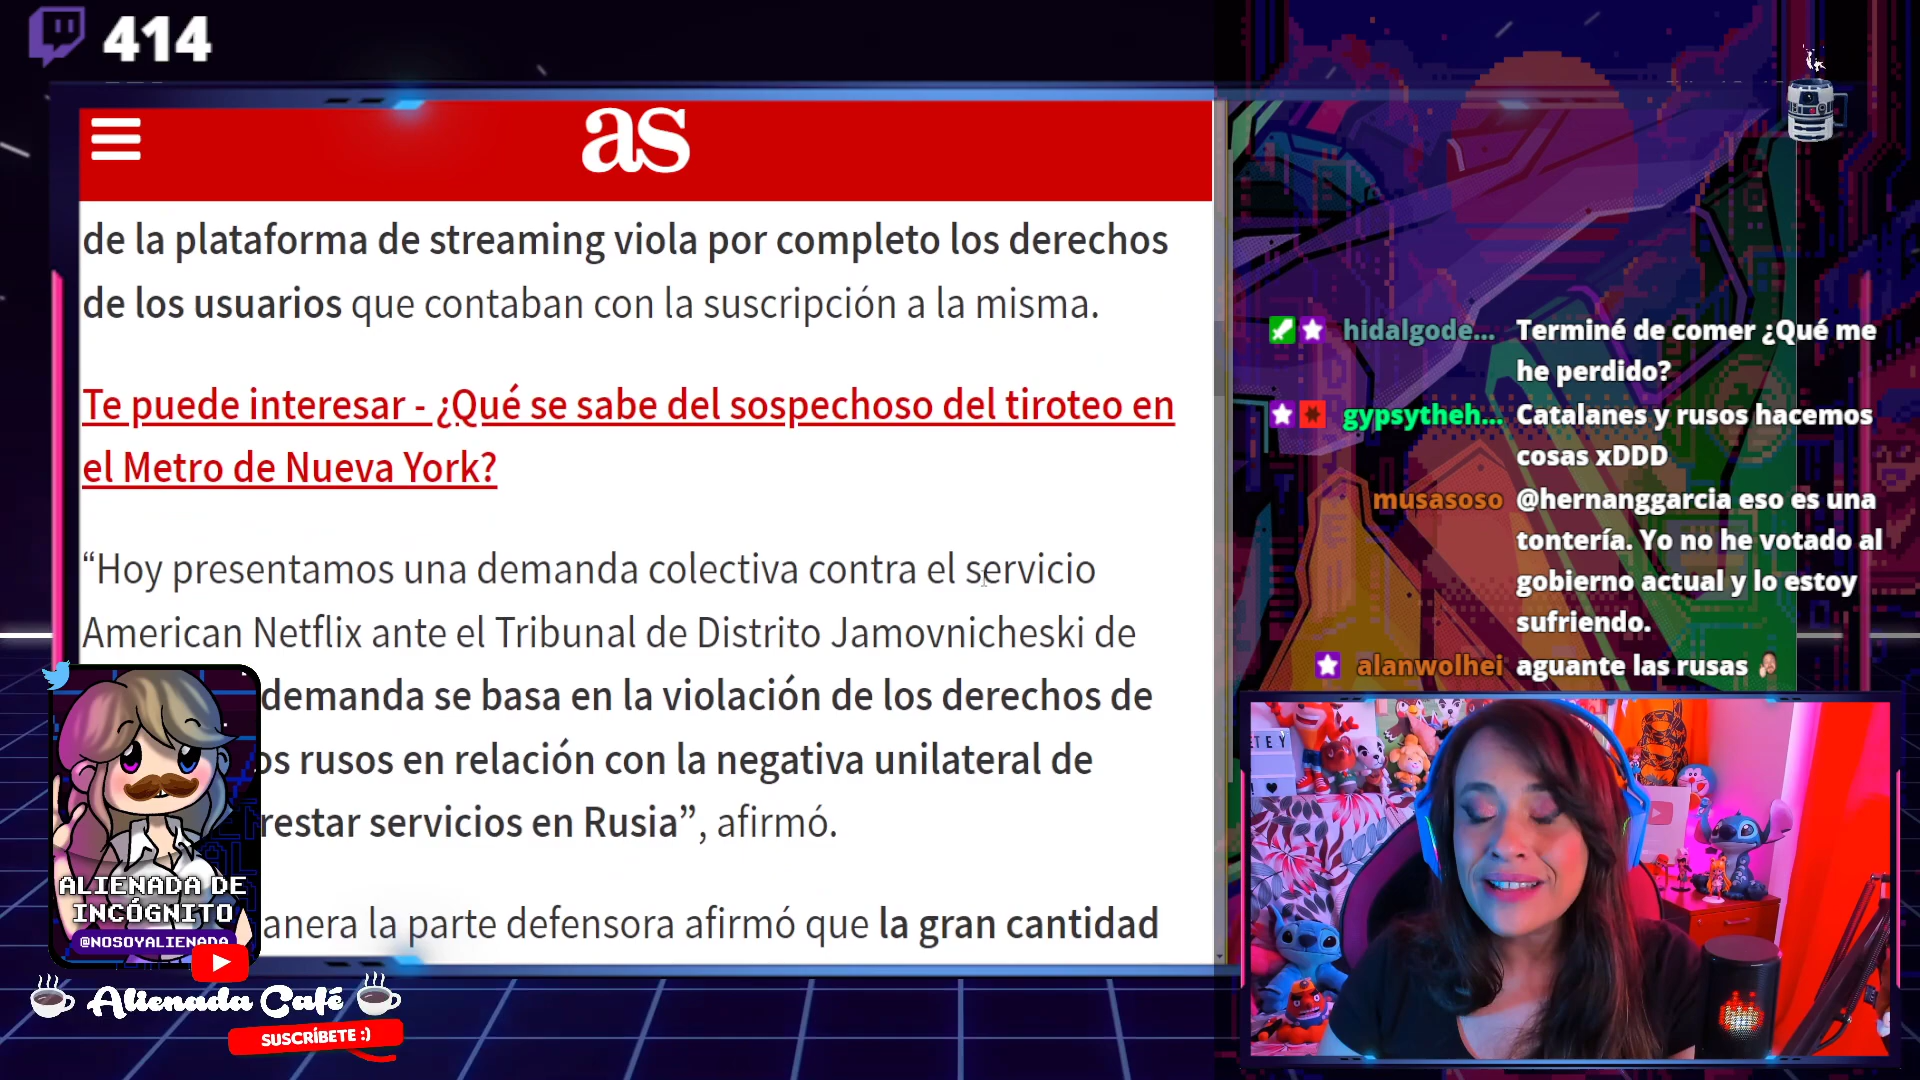 414
as
de la plataforma de streaming viola por completo los derechos
de los usuarios que contaban con la suscripción a la misma.
Te puede interesar - ¿Qué se sabe del sospechoso del tiroteo en
el Metro de Nueva York?
“Hoy presentamos una demanda colectiva contra el servicio
American Netflix ante el Tribunal de Distrito Jamovnicheski de
demanda se basa en la violación de los derechos de
os rusos en relación con la negativa unilateral de
restar servicios en Rusia”, afirmó.
anera la parte defensora afirmó que la gran cantidad
ALIENADA DE
INCÓGNITO
@NOSOYALIENADA
Alienada Café
SUSCRÍBETE :)
hidalgode... Terminé de comer ¿Qué me
he perdido?
gypsytheh... Catalanes y rusos hacemos
cosas xDDD
musasoso @hernanggarcia eso es una
tontería. Yo no he votado al
gobierno actual y lo estoy
sufriendo.
alanwolhei aguante las rusas